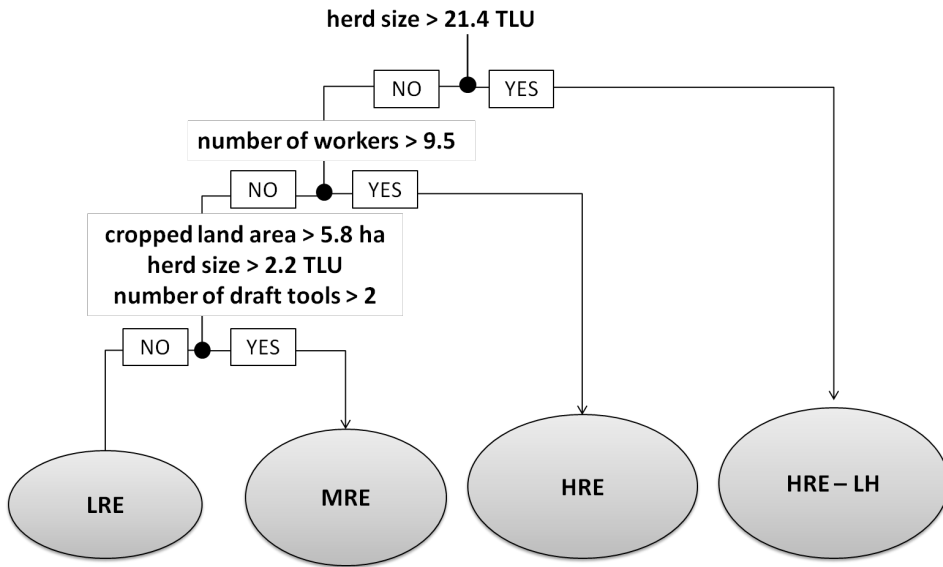 herd size > 21.4 TLU
NO
YES
number of workers > 9.5
NO
YES
cropped land area > 5.8 ha
herd size > 2.2 TLU
number of draft tools > 2
NO
YES
LRE
MRE
HRE
HRE – LH